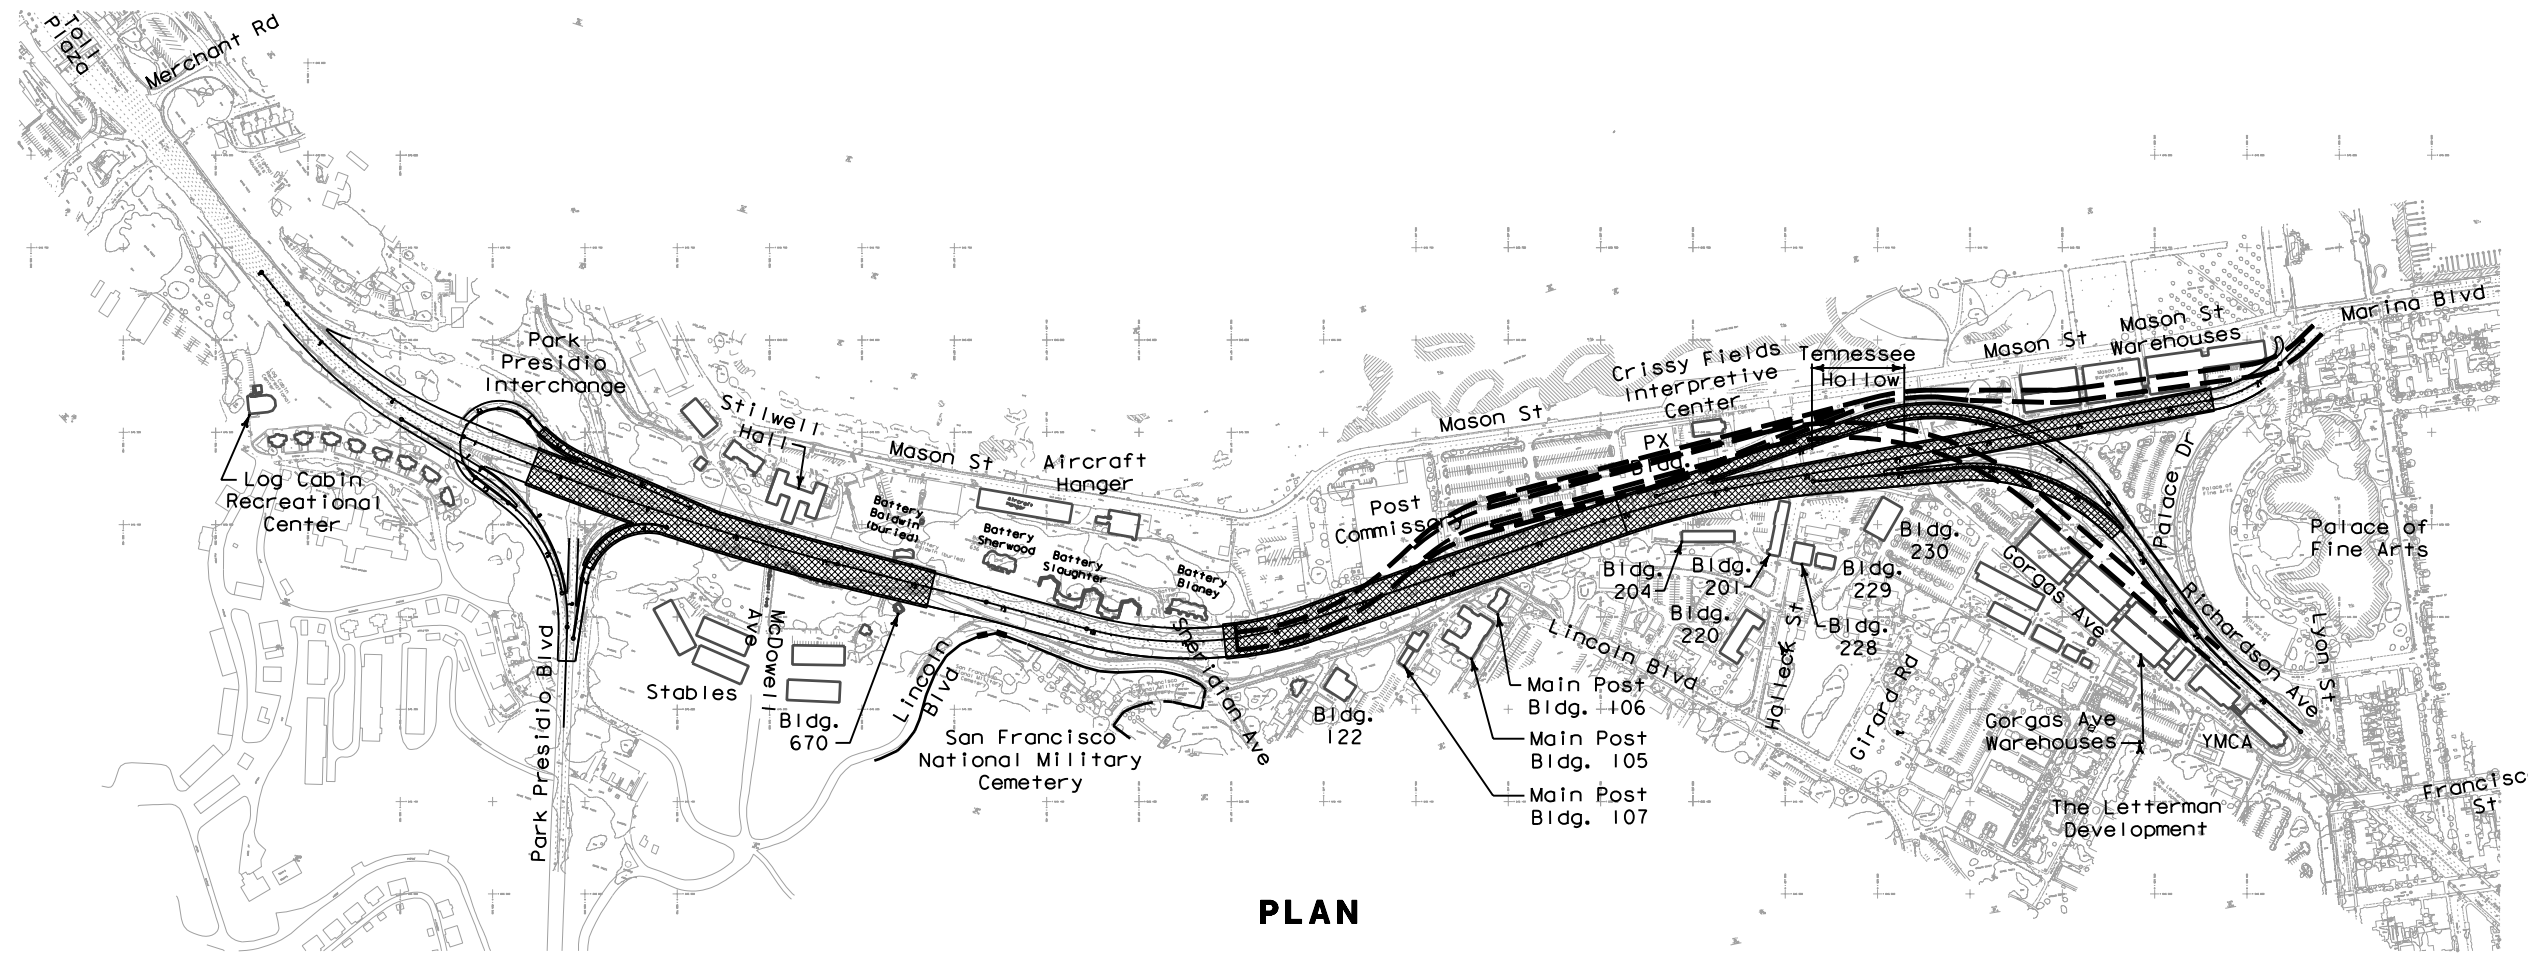 Toll
Plaza
Merchant Rd
Park
Presidio
Interchange
Log Cabin
Recreational
Center
Stilwell
Hall
Mason St
Aircraft
Hanger
Aircraft
Hanger
Battery
Baldwin
(buried)
Battery
Sherwood
Battery
Slaughter
Battery
Blaney
Park Presidio Blvd
Stables
McDowell
Ave
Bldg.
670
Lincoln
Blvd
San Francisco
National Military
Cemetery
Sheridian Ave
Bldg.
122
Post
Commissary
Mason St
PX
Bldg.
Crissy Fields
Interpretive
Center
Tennessee
Hollow
Mason St
Mason St
Warehouses
Marina Blvd
Bldg.
204
Bldg.
201
Bldg.
220
Bldg.
230
Bldg.
229
Bldg.
228
Lincoln Blvd
Halleck St
Girard Rd
Main Post
Bldg. 106
Main Post
Bldg. 105
Main Post
Bldg. 107
Gorgas Ave
Gorgas Ave
Warehouses
YMCA
The Letterman
Development
Palace Dr
Palace of
Fine Arts
Richardson Ave
Lyon St
Francisc
St
PLAN